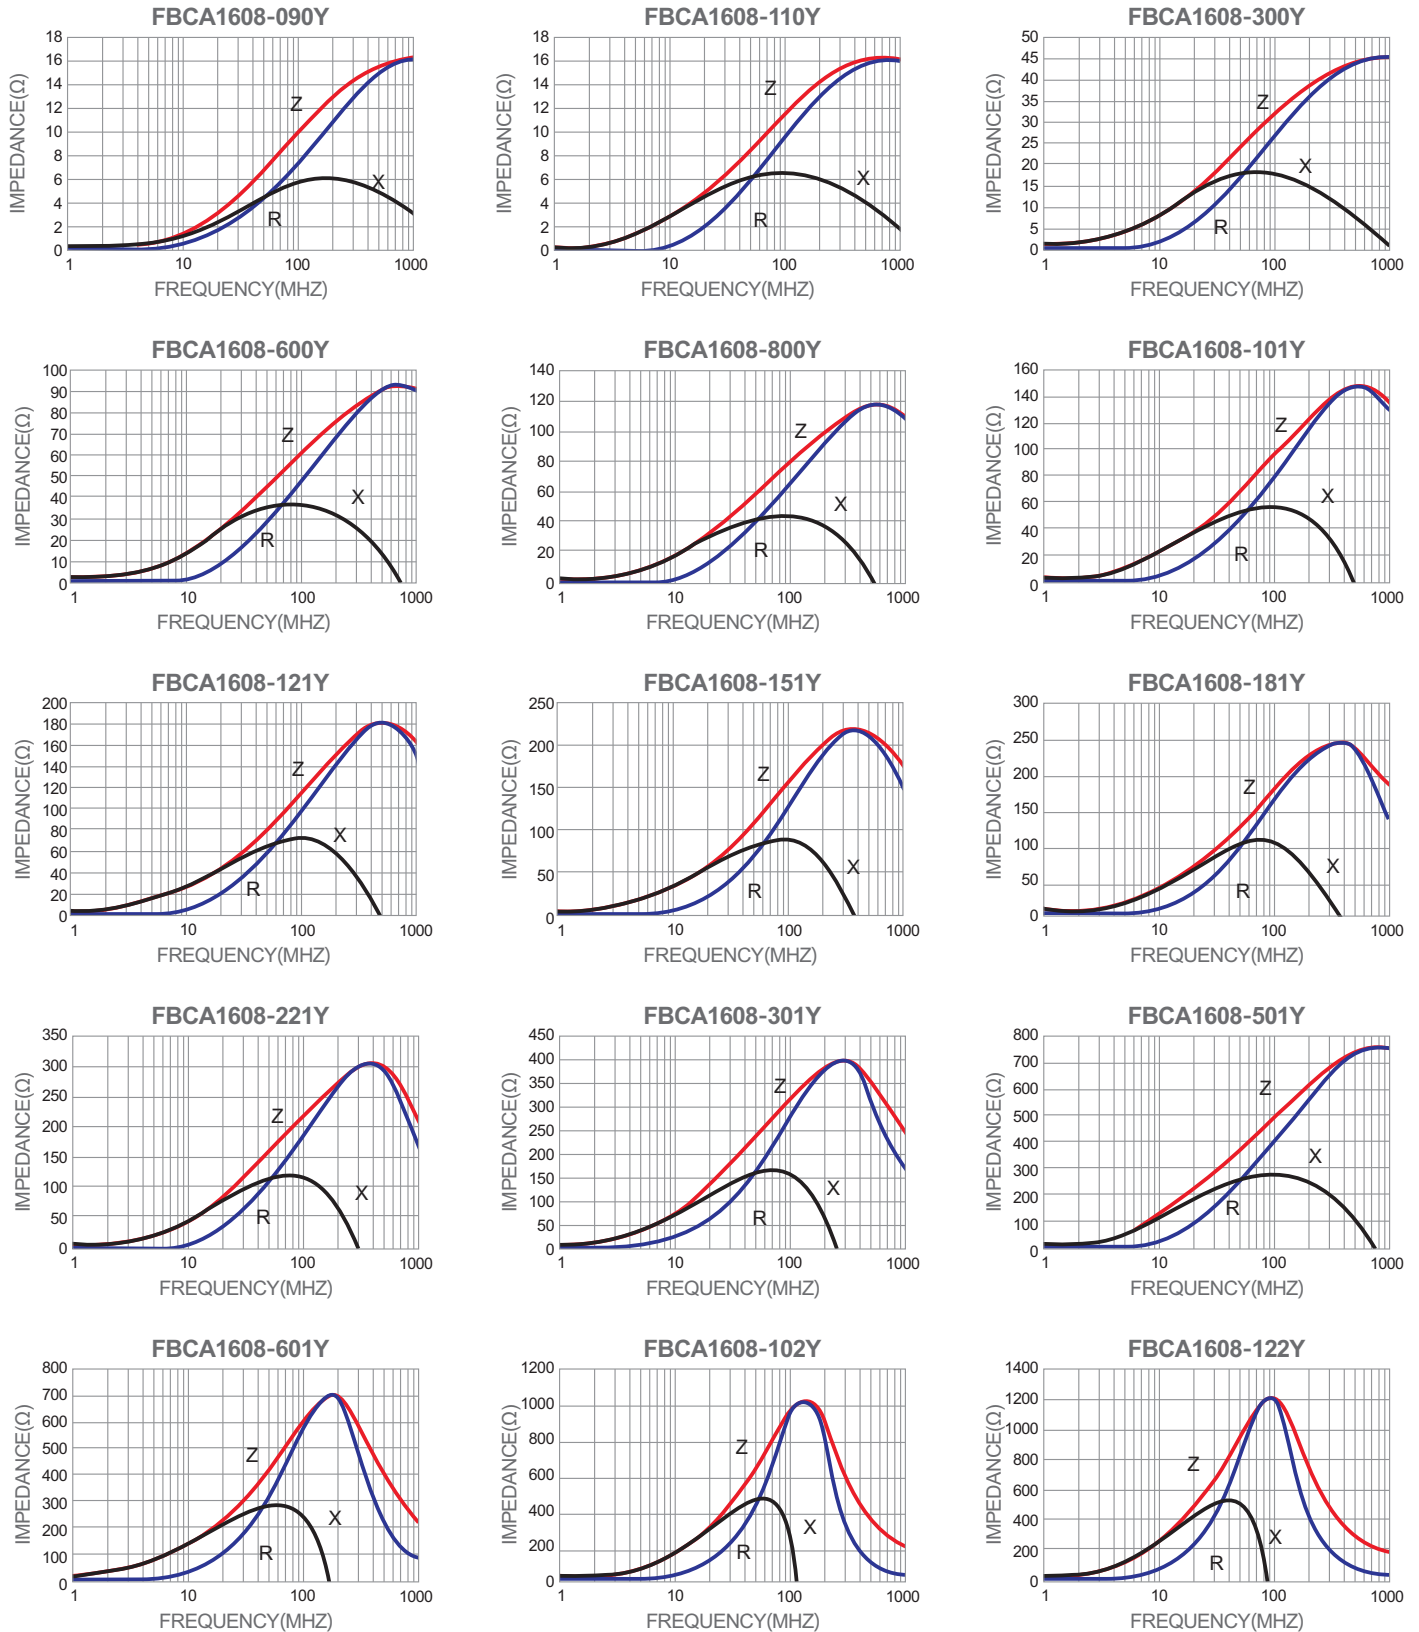 FBCA1608-090Y
IMPEDANCE(Ω)
18
16
14
12
10
8
6
4
2
0
Z
X
R
1 10 100 1000
FREQUENCY(MHZ)
FBCA1608-110Y
IMPEDANCE(Ω)
18
16
14
12
10
8
6
4
2
0
Z
X
R
1 10 100 1000
FREQUENCY(MHZ)
FBCA1608-300Y
IMPEDANCE(Ω)
50
45
40
35
30
25
20
15
10
5
0
Z
X
R
1 10 100 1000
FREQUENCY(MHZ)
FBCA1608-600Y
IMPEDANCE(Ω)
100
90
80
70
60
50
40
30
20
10
0
Z
X
R
1 10 100 1000
FREQUENCY(MHZ)
FBCA1608-800Y
IMPEDANCE(Ω)
140
120
100
80
60
40
20
0
Z
X
R
1 10 100 1000
FREQUENCY(MHZ)
FBCA1608-101Y
IMPEDANCE(Ω)
160
140
120
100
80
60
40
20
0
Z
X
R
1 10 100 1000
FREQUENCY(MHZ)
FBCA1608-121Y
IMPEDANCE(Ω)
200
180
160
140
120
100
80
60
40
20
0
Z
X
R
1 10 100 1000
FREQUENCY(MHZ)
FBCA1608-151Y
IMPEDANCE(Ω)
250
200
150
100
50
0
Z
X
R
1 10 100 1000
FREQUENCY(MHZ)
FBCA1608-181Y
IMPEDANCE(Ω)
300
250
200
150
100
50
0
Z
X
R
1 10 100 1000
FREQUENCY(MHZ)
FBCA1608-221Y
IMPEDANCE(Ω)
350
300
250
200
150
100
50
0
Z
X
R
1 10 100 1000
FREQUENCY(MHZ)
FBCA1608-301Y
IMPEDANCE(Ω)
450
400
350
300
250
200
150
100
50
0
Z
X
R
1 10 100 1000
FREQUENCY(MHZ)
FBCA1608-501Y
IMPEDANCE(Ω)
800
700
600
500
400
300
200
100
0
Z
X
R
1 10 100 1000
FREQUENCY(MHZ)
FBCA1608-601Y
IMPEDANCE(Ω)
800
700
600
500
400
300
200
100
0
Z
X
R
1 10 100 1000
FREQUENCY(MHZ)
FBCA1608-102Y
IMPEDANCE(Ω)
1200
1000
800
600
400
200
0
Z
X
R
1 10 100 1000
FREQUENCY(MHZ)
FBCA1608-122Y
IMPEDANCE(Ω)
1400
1200
1000
800
600
400
200
0
Z
X
R
1 10 100 1000
FREQUENCY(MHZ)